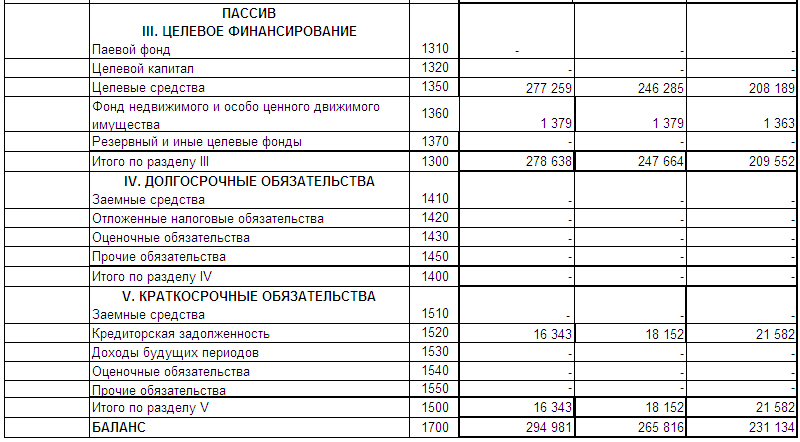 ПАССИВ
III. ЦЕЛЕВОЕ ФИНАНСИРОВАНИЕ
Паевой фонд 1310 - - -
Целевой капитал 1320 - - -
Целевые средства 1350 277 259 246 285 208 189
Фонд недвижимого и особо ценного движимого
имущества 1360 1 379 1 379 1 363
Резервный и иные целевые фонды 1370 - - -
Итого по разделу III 1300 278 638 247 664 209 552
IV. ДОЛГОСРОЧНЫЕ ОБЯЗАТЕЛЬСТВА
Заемные средства 1410 - - -
Отложенные налоговые обязательства 1420 - - -
Оценочные обязательства 1430 - - -
Прочие обязательства 1450 - - -
Итого по разделу IV 1400 - - -
V. КРАТКОСРОЧНЫЕ ОБЯЗАТЕЛЬСТВА
Заемные средства 1510 - - -
Кредиторская задолженность 1520 16 343 18 152 21 582
Доходы будущих периодов 1530 - - -
Оценочные обязательства 1540 - - -
Прочие обязательства 1550 - - -
Итого по разделу V 1500 16 343 18 152 21 582
БАЛАНС 1700 294 981 265 816 231 134